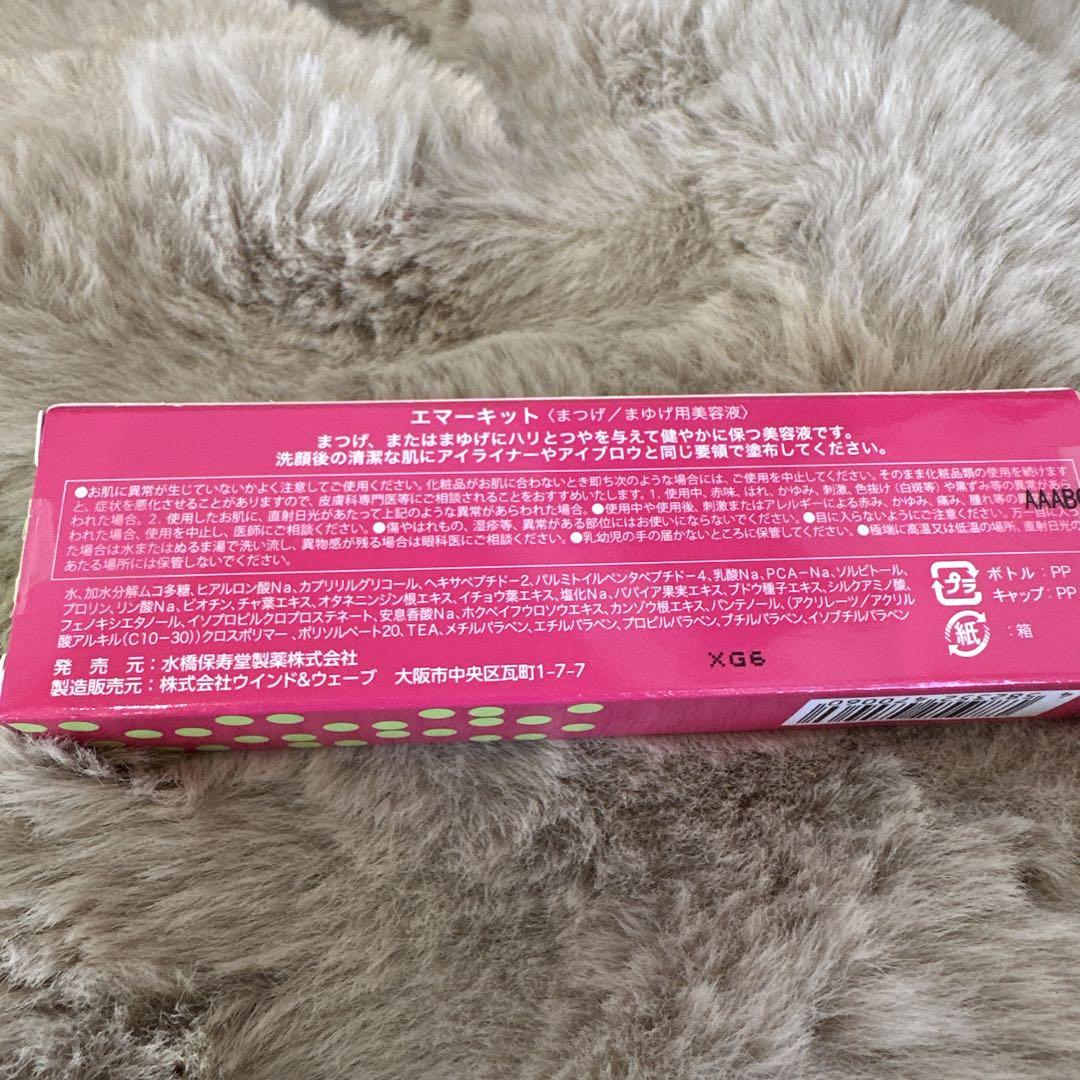 エマーキット〈まつげ／まゆげ用美容液〉
まつげ、またはまゆげにハリとつやを与えて健やかに保つ美容液です。
洗顔後の清潔な肌にアイライナーやアイブロウと同じ要領で塗布してください。
●お肌に異常が生じていないかよく注意してご使用ください。化粧品がお肌に合わないとき即ち次のような場合には、ご使用を中止してください。そのまま化粧品類の使用を続けます
と、症状を悪化させることがありますので、皮膚科専門医等にご相談されることをおすすめいたします。1. 使用中、赤味、はれ、かゆみ、刺激、色抜け(白斑等)や黒ずみ等の異常があら
われた場合。2. 使用したお肌に、直射日光があたって上記のような異常があらわれた場合。●使用中や使用後、刺激またはアレルギーによる赤み、かゆみ、痛み、腫れ等の
われた場合、使用を中止し、医師にご相談ください。●傷やはれもの、湿疹等、異常がある部位にはお使いにならないでください。●目に入らないようにご注意ください。万一
た場合は水またはぬるま湯で洗い流し、異物感が残る場合は眼科医にご相談ください。●乳幼児の手の届かないところに保管してください。●極端に高温又は低温の場所、直射日光の
あたる場所には保管しないでください。
AAAB
水、加水分解ムコ多糖、ヒアルロン酸Na、カプリリルグリコール、ヘキサペプチド-2、パルミトイルペンタペプチド-4、乳酸Na、PCA-Na、ソルビトール、
プロリン、リン酸Na、ビオチン、チャ葉エキス、オタネニンジン根エキス、イチョウ葉エキス、塩化Na、パパイア果実エキス、ブドウ種子エキス、シルクアミノ酸、
フェノキシエタノール、イソプロピルクロプロステネート、安息香酸Na、ホクベイフウロソウエキス、カンゾウ根エキス、パンテノール、(アクリレーツ/アクリル
酸アルキル(C10-30))クロスポリマー、ポリソルベート20、TEA、メチルパラベン、エチルパラベン、プロピルパラベン、ブチルパラベン、イソブチルパラベン
プラ
ボトル：PP
キャップ：PP
紙
：箱
発売元：水橋保寿堂製薬株式会社
製造販売元：株式会社ウインド&ウェーブ 大阪市中央区瓦町1-7-7
XG6